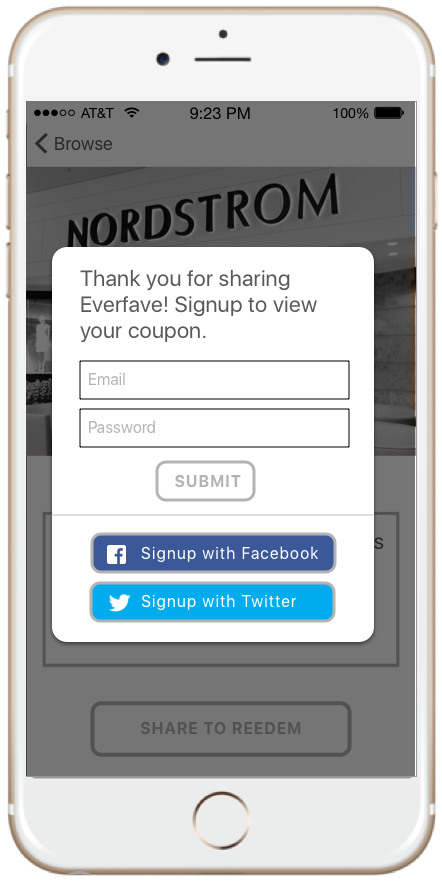 AT&T 9:23 PM 100%
Browse
NORDSTROM
Thank you for sharing
Everfave! Signup to view
your coupon.
Email
Password
SUBMIT
s
Signup with Facebook
Signup with Twitter
SHARE TO REEDEM